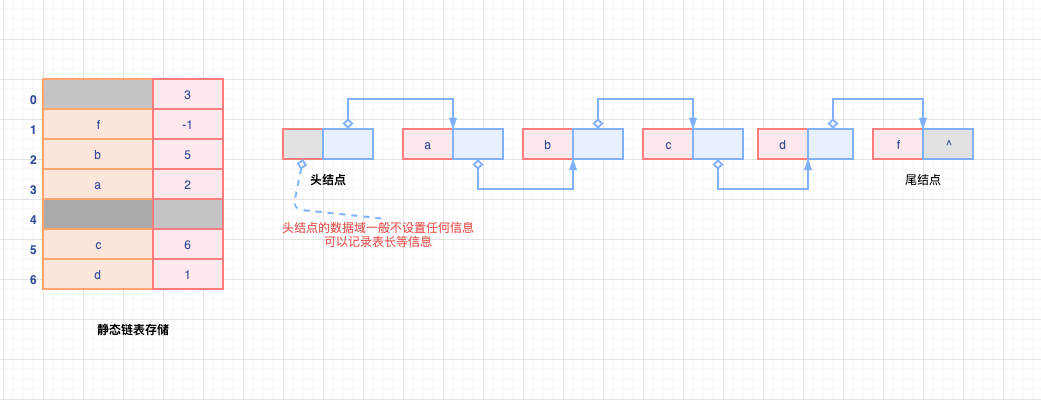 0 3
1 f -1
2 b 5
3 a 2
4
5 c 6
6 d 1
静态链表存储
a b c d f ^
头结点 尾结点
头结点的数据域一般不设置任何信息
可以记录表长等信息